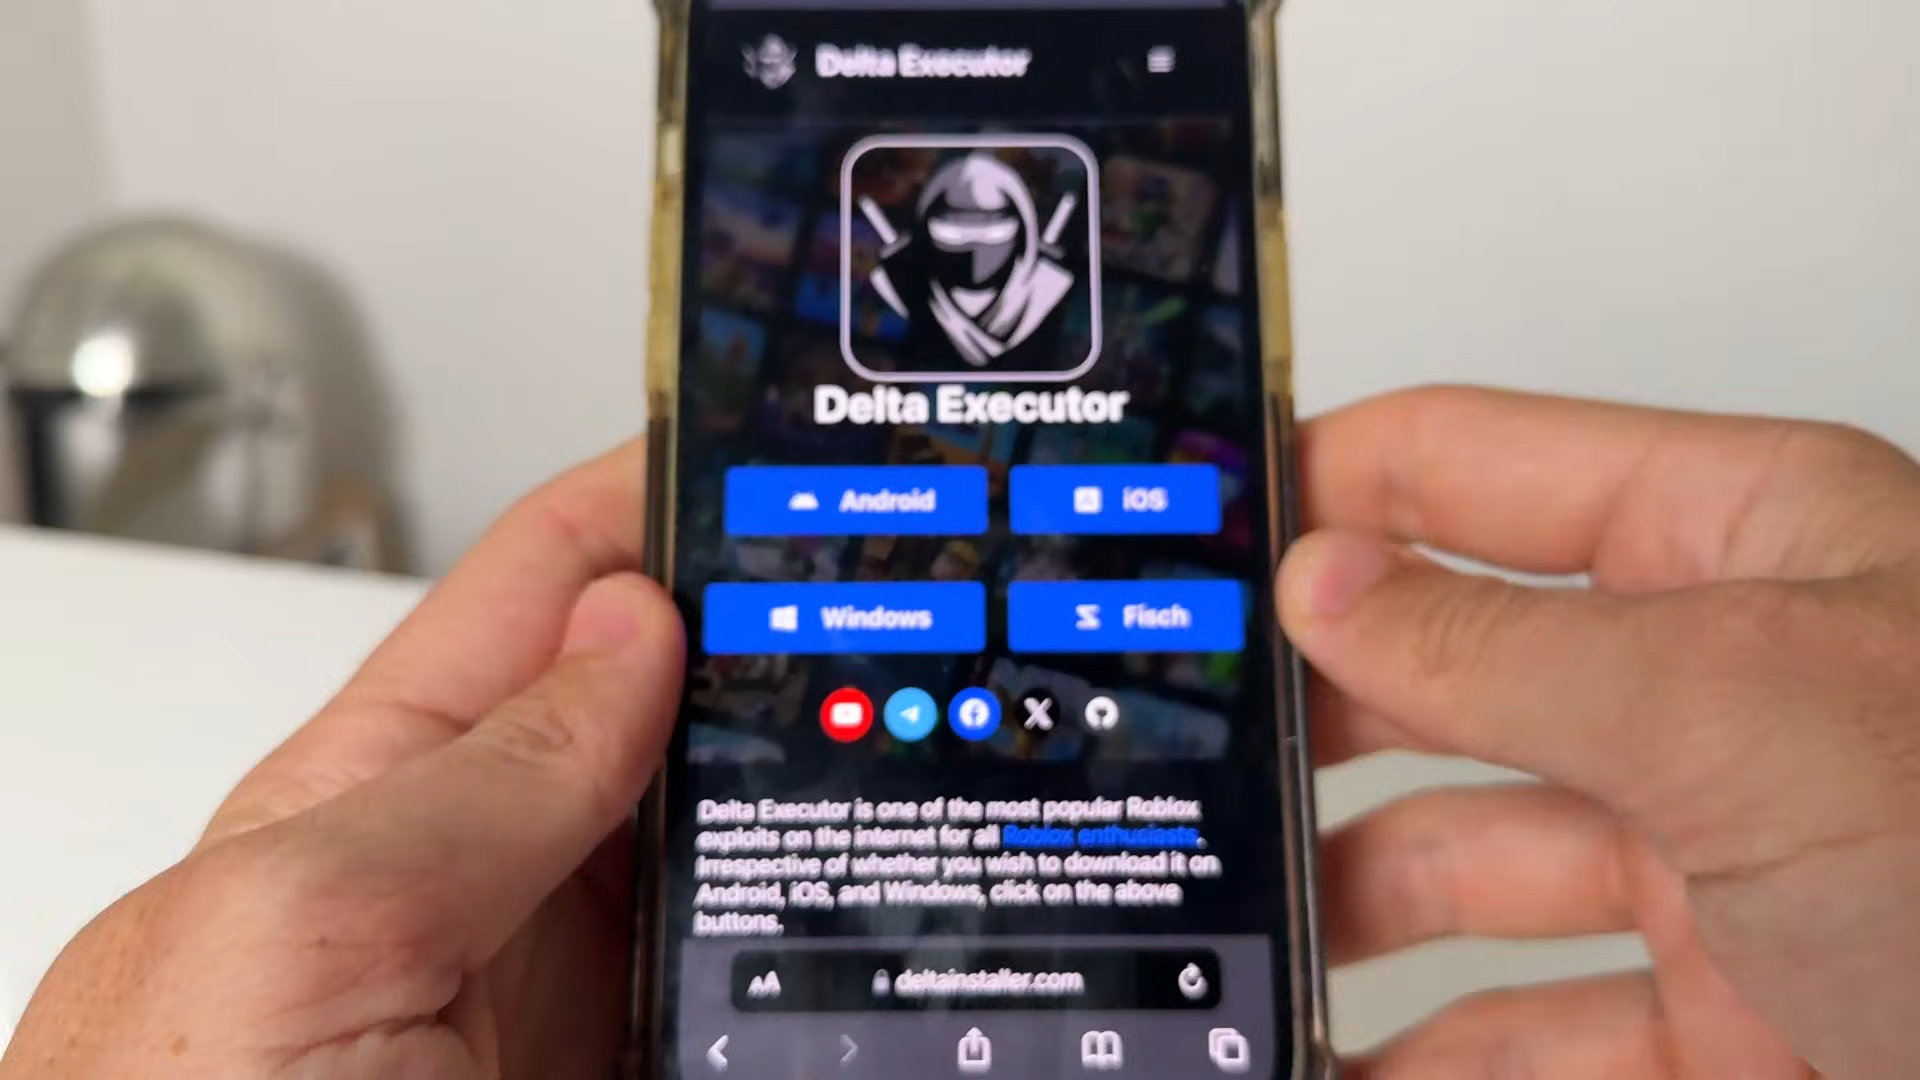 Delta Executor
Delta Executor
Android
iOS
Windows
Fisch
Delta Executor is one of the most popular Roblox
exploits on the internet for all Roblox enthusiasts.
Irrespective of whether you wish to download it on
Android, iOS, and Windows, click on the above
buttons.
AA deltainstaller.com